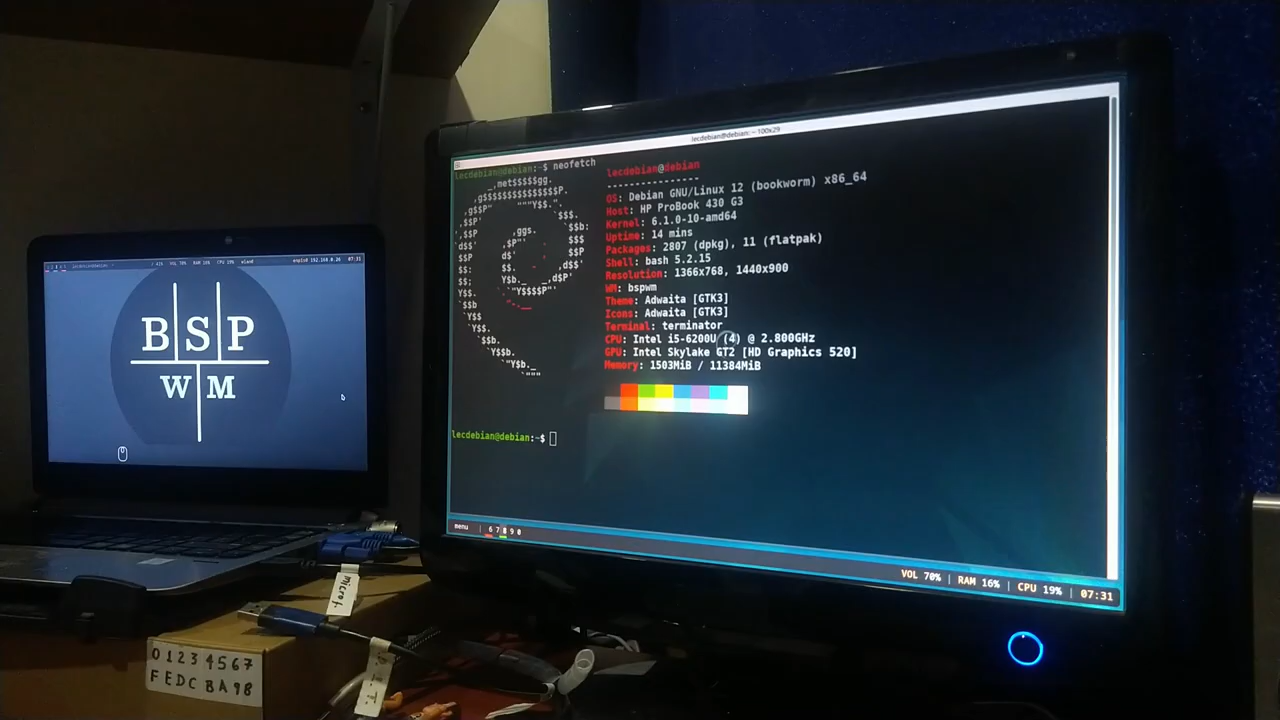 VOL 70%
07:31
B S P
W M
0 1 2 3 4 5 6 7
F E D C B A 9 8
micro
lecdebian@debian: ~ 100x29
lecdebian@debian:~$ neofetch
lecdebian@debian
----------------
OS: Debian GNU/Linux 12 (bookworm) x86_64
Host: HP ProBook 430 G3
Kernel: 6.1.0-10-amd64
Uptime: 14 mins
Packages: 2807 (dpkg), 11 (flatpak)
Shell: bash 5.2.15
Resolution: 1366x768, 1440x900
WM: bspwm
Theme: Adwaita [GTK3]
Icons: Adwaita [GTK3]
Terminal: terminator
CPU: Intel i5-6200U (4) @ 2.800GHz
GPU: Intel Skylake GT2 [HD Graphics 520]
Memory: 1503MiB / 11384MiB
lecdebian@debian:~$
menu | 6 7 8 9 0
VOL 70% | RAM 16% | CPU 19% | 07:31